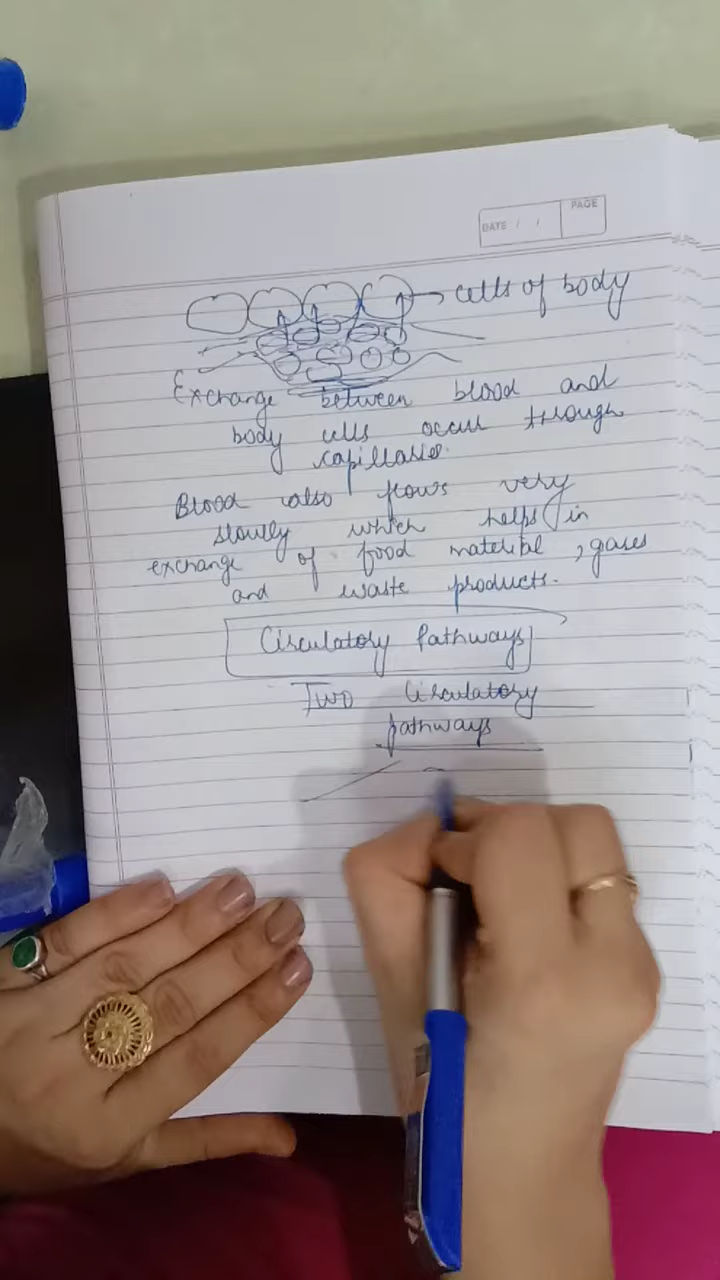 DATE / /
PAGE
cells of body
Exchange between blood and
body cells occur through
capillaries.
Blood also flows very
slowly which helps in
exchange of food material, gases
and waste products.
Circulatory Pathways
Two Circulatory
pathways